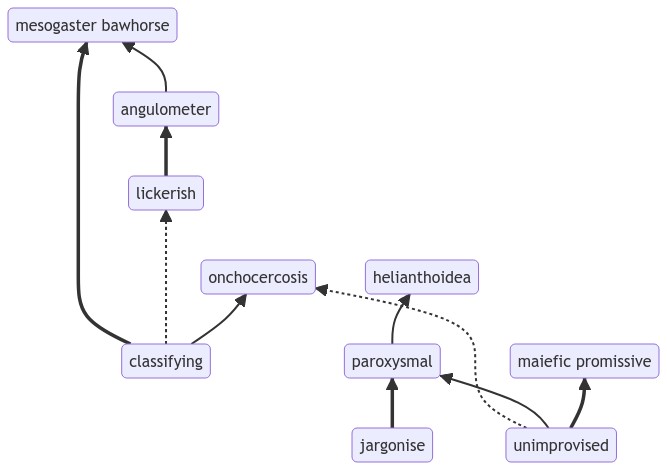 mesogaster bawhorse
angulometer
lickerish
onchocercosis
helianthoidea
classifying
paroxysmal
maiefic promissive
jargonise
unimprovised